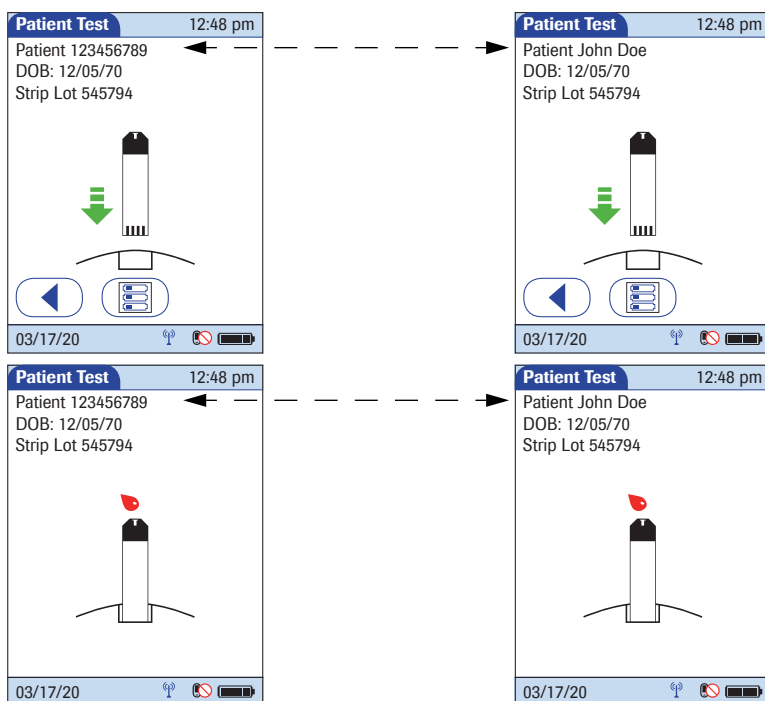 Patient Test 12:48 pm
Patient 123456789
DOB: 12/05/70
Strip Lot 545794
03/17/20
Patient Test 12:48 pm
Patient John Doe
DOB: 12/05/70
Strip Lot 545794
03/17/20
Patient Test 12:48 pm
Patient 123456789
DOB: 12/05/70
Strip Lot 545794
03/17/20
Patient Test 12:48 pm
Patient John Doe
DOB: 12/05/70
Strip Lot 545794
03/17/20